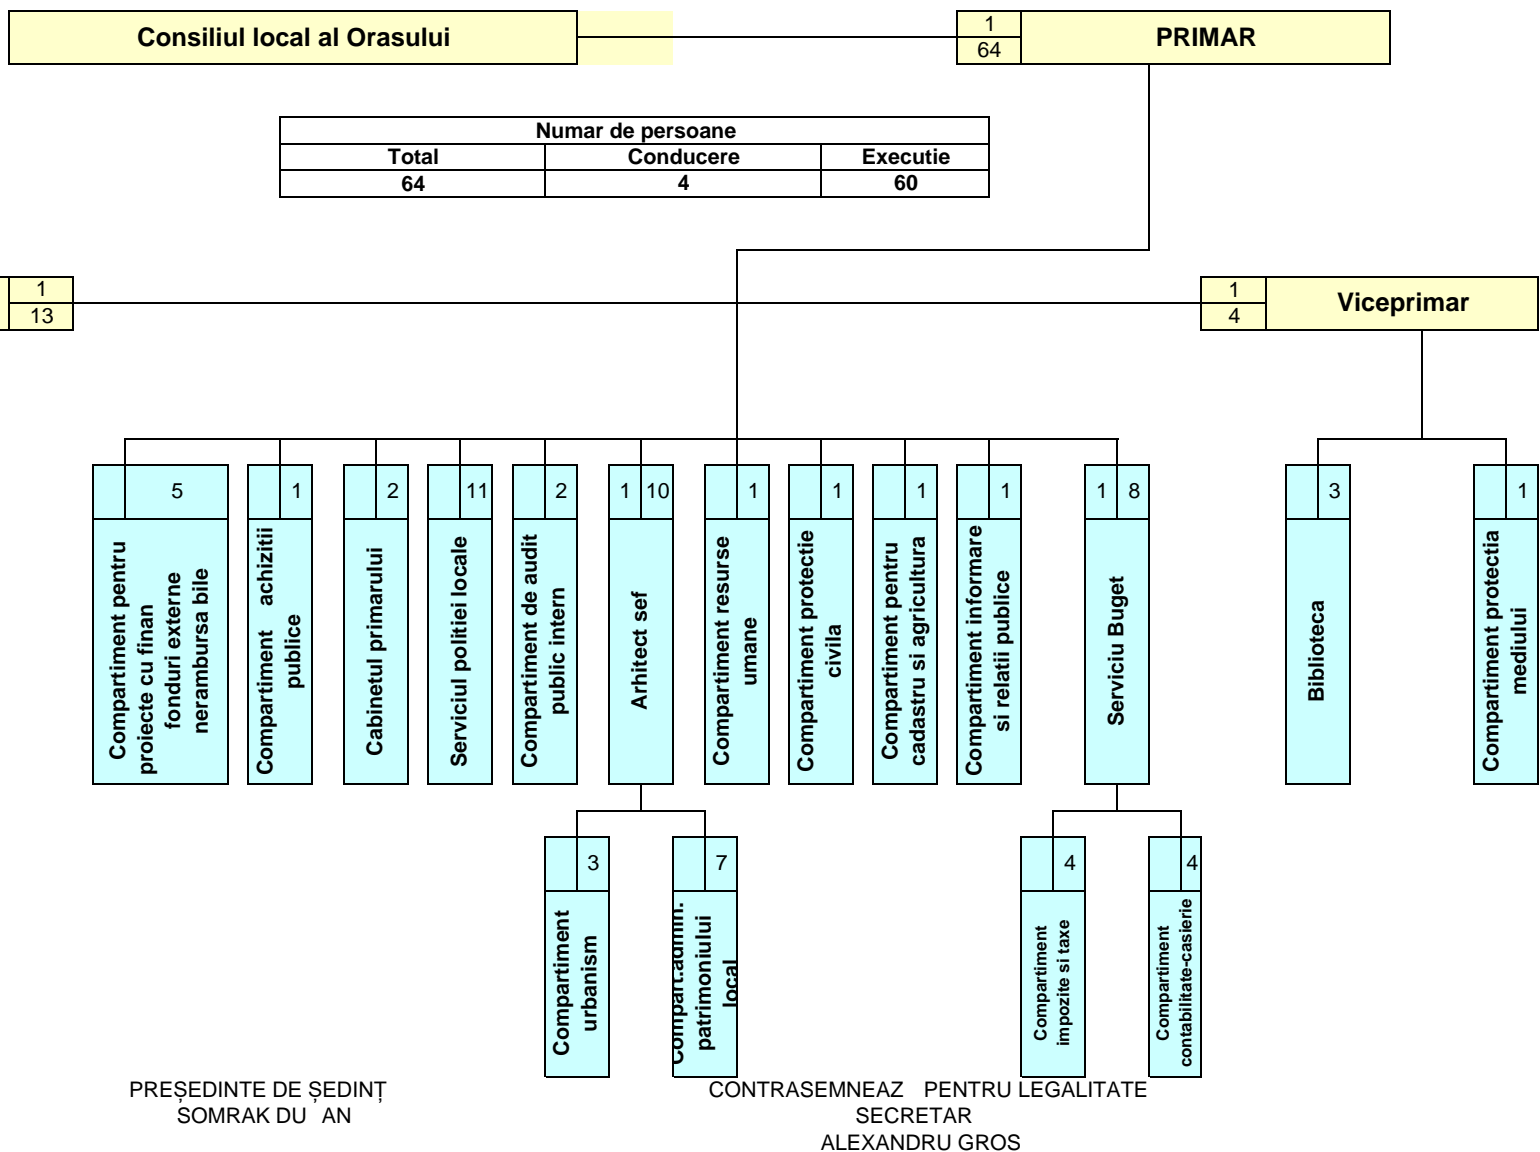 Consiliul local al Orasului
1
64
PRIMAR
Numar de persoane
Total Conducere Executie
64 4 60
1
13
1
4
Viceprimar
5
Compartiment pentru
proiecte cu finan
fonduri externe
nerambursa bile
1
Compartiment achizitii
publice
2
Cabinetul primarului
11
Serviciul politiei locale
2
Compartiment de audit
public intern
1 10
Arhitect sef
1
Compartiment resurse
umane
1
Compartiment protectie
civila
1
Compartiment pentru
cadastru si agricultura
1
Compartiment informare
si relatii publice
1 8
Serviciu Buget
3
Biblioteca
1
Compartiment protectia
mediului
3
Compartiment
urbanism
7
Compart.admin.
patrimoniului
local
4
Compartiment
impozite si taxe
4
Compartiment
contabilitate-casierie
PREȘEDINTE DE ȘEDINȚ
SOMRAK DU AN
CONTRASEMNEAZ PENTRU LEGALITATE
SECRETAR
ALEXANDRU GROS